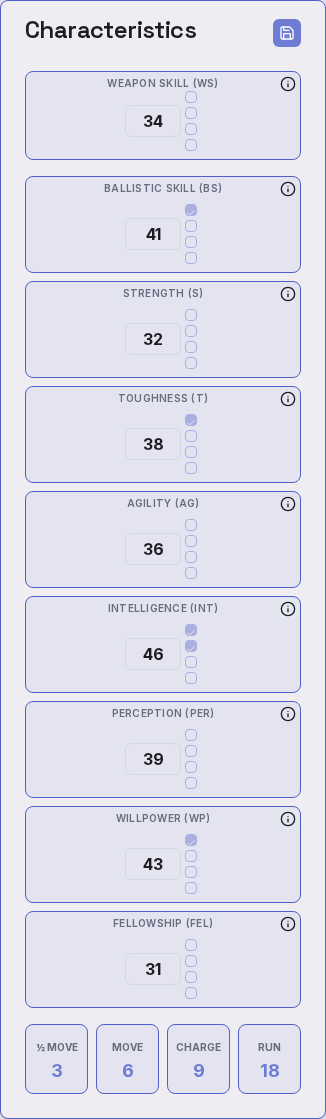 Characteristics
WEAPON SKILL (WS)
34
BALLISTIC SKILL (BS)
41
STRENGTH (S)
32
TOUGHNESS (T)
38
AGILITY (AG)
36
INTELLIGENCE (INT)
46
PERCEPTION (PER)
39
WILLPOWER (WP)
43
FELLOWSHIP (FEL)
31
½ MOVE MOVE CHARGE RUN
3 6 9 18